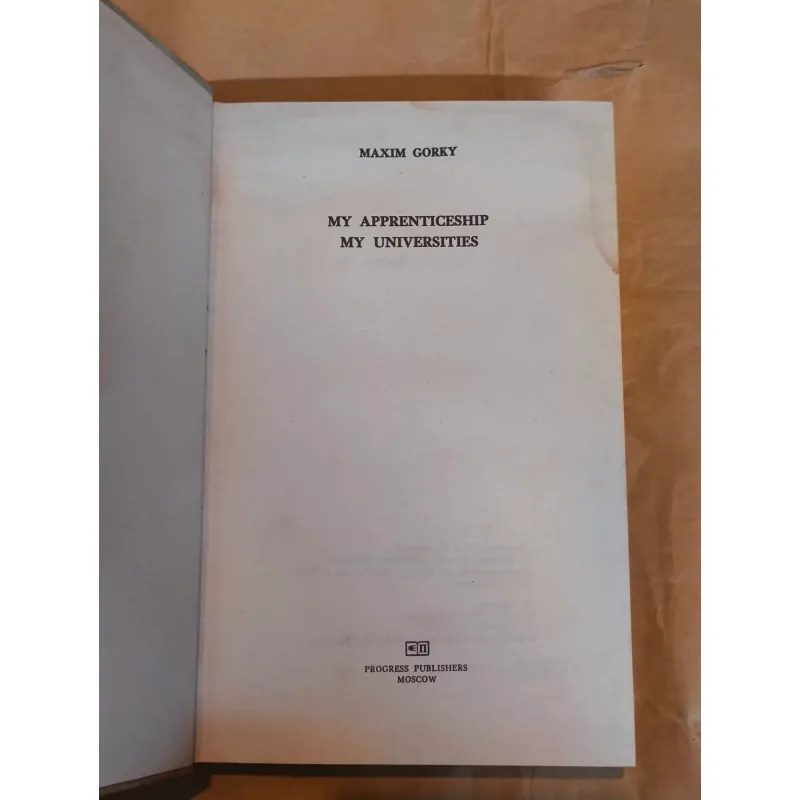 MAXIM GORKY
MY APPRENTICESHIP
MY UNIVERSITIES
П
PROGRESS PUBLISHERS
MOSCOW